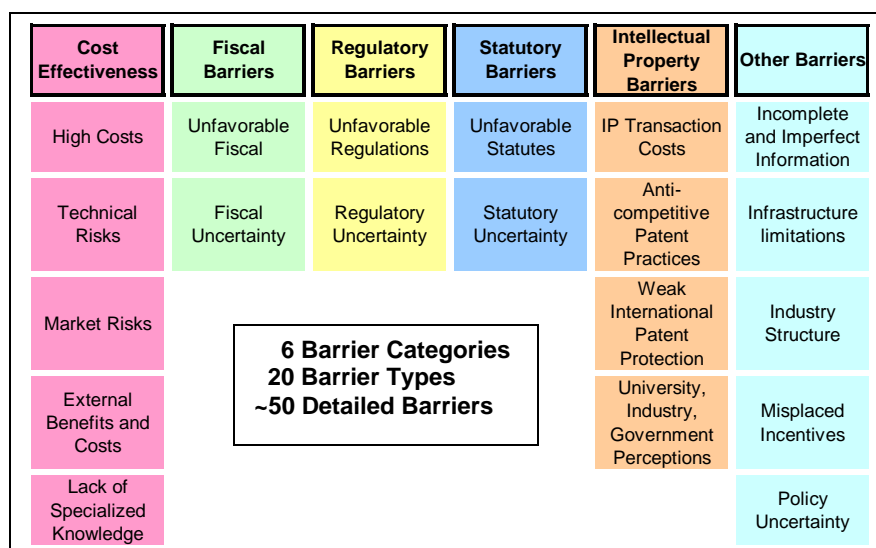 Cost
Effectiveness
Fiscal
Barriers
Regulatory
Barriers
Statutory
Barriers
Intellectual
Property
Barriers
Other Barriers
High Costs
Unfavorable
Fiscal
Unfavorable
Regulations
Unfavorable
Statutes
IP Transaction
Costs
Incomplete
and Imperfect
Information
Technical
Risks
Fiscal
Uncertainty
Regulatory
Uncertainty
Statutory
Uncertainty
Anti-
competitive
Patent
Practices
Infrastructure
limitations
Market Risks
Weak
International
Patent
Protection
Industry
Structure
6 Barrier Categories
20 Barrier Types
~50 Detailed Barriers
External
Benefits and
Costs
University,
Industry,
Government
Perceptions
Misplaced
Incentives
Lack of
Specialized
Knowledge
Policy
Uncertainty